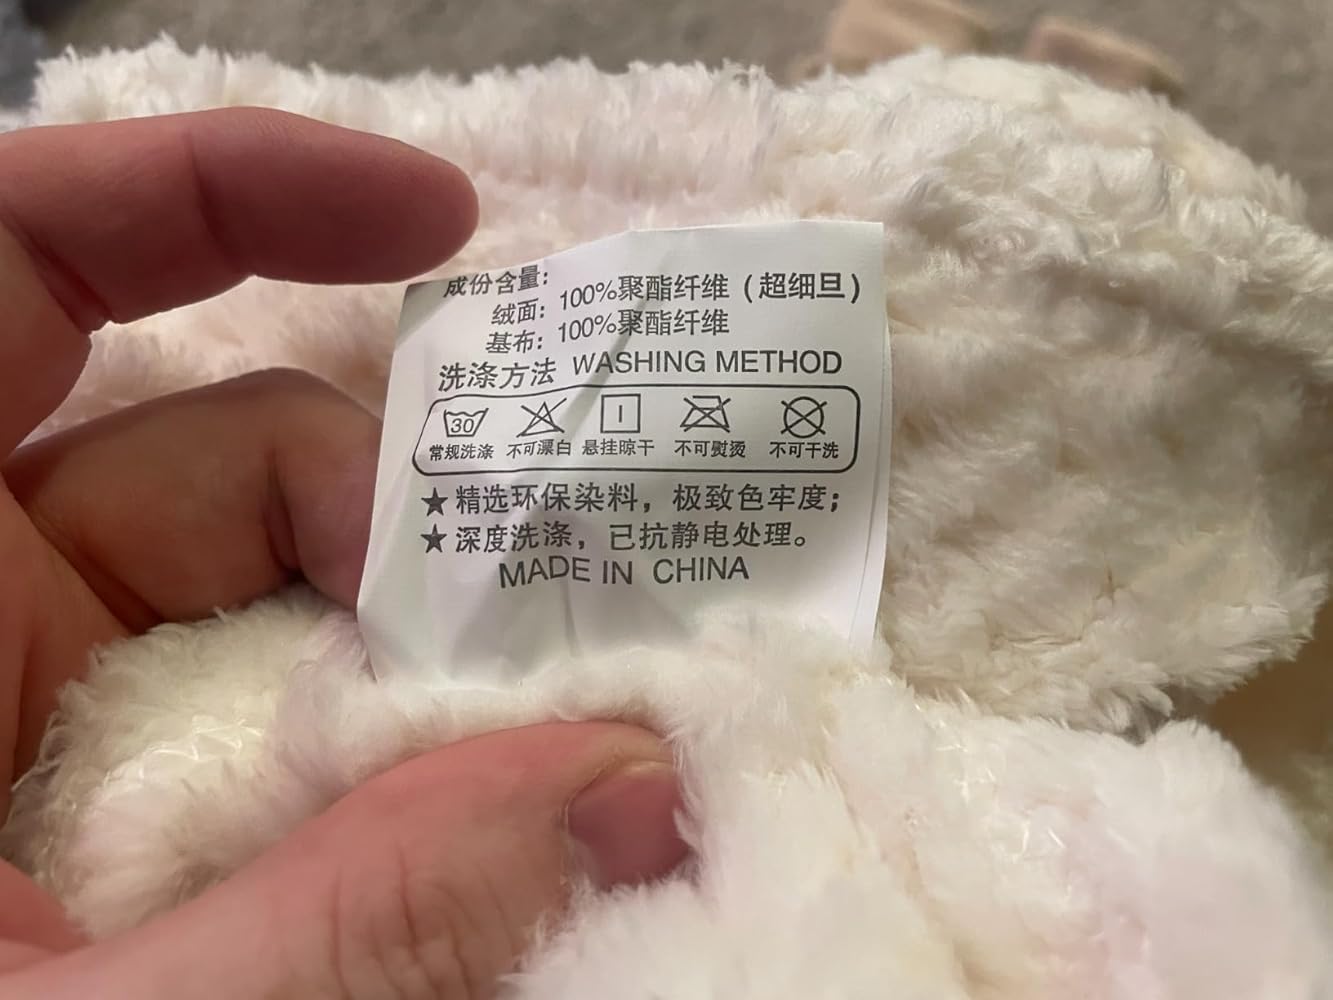 成份含量:
绒面: 100%聚酯纤维 (超细旦)
基布: 100%聚酯纤维
洗涤方法 WASHING METHOD
30
常规洗涤 不可漂白 悬挂晾干 不可熨烫 不可干洗
★精选环保染料，极致色牢度；
★深度洗涤，已抗静电处理。
MADE IN CHINA